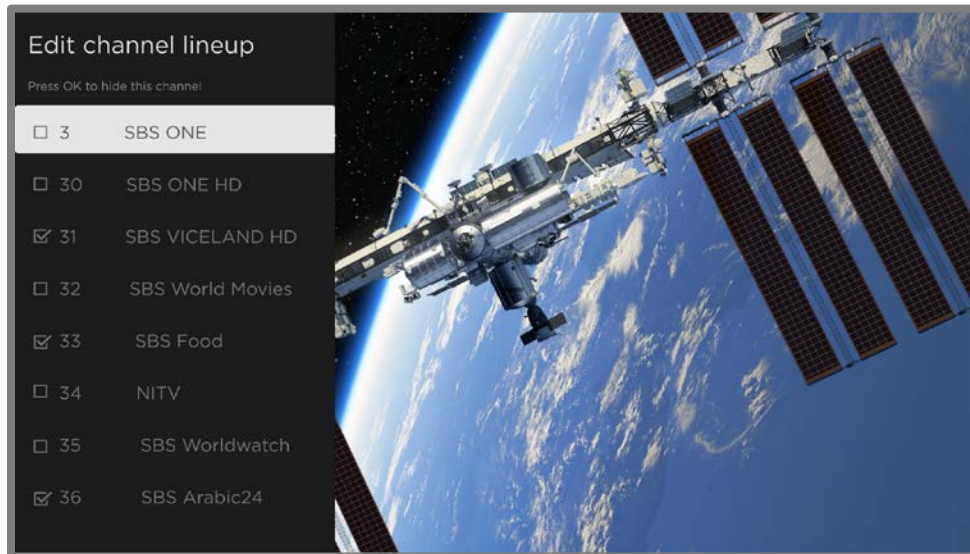 Edit channel lineup
Press OK to hide this channel
3 SBS ONE
30 SBS ONE HD
31 SBS VICELAND HD
32 SBS World Movies
33 SBS Food
34 NITV
35 SBS Worldwatch
36 SBS Arabic24